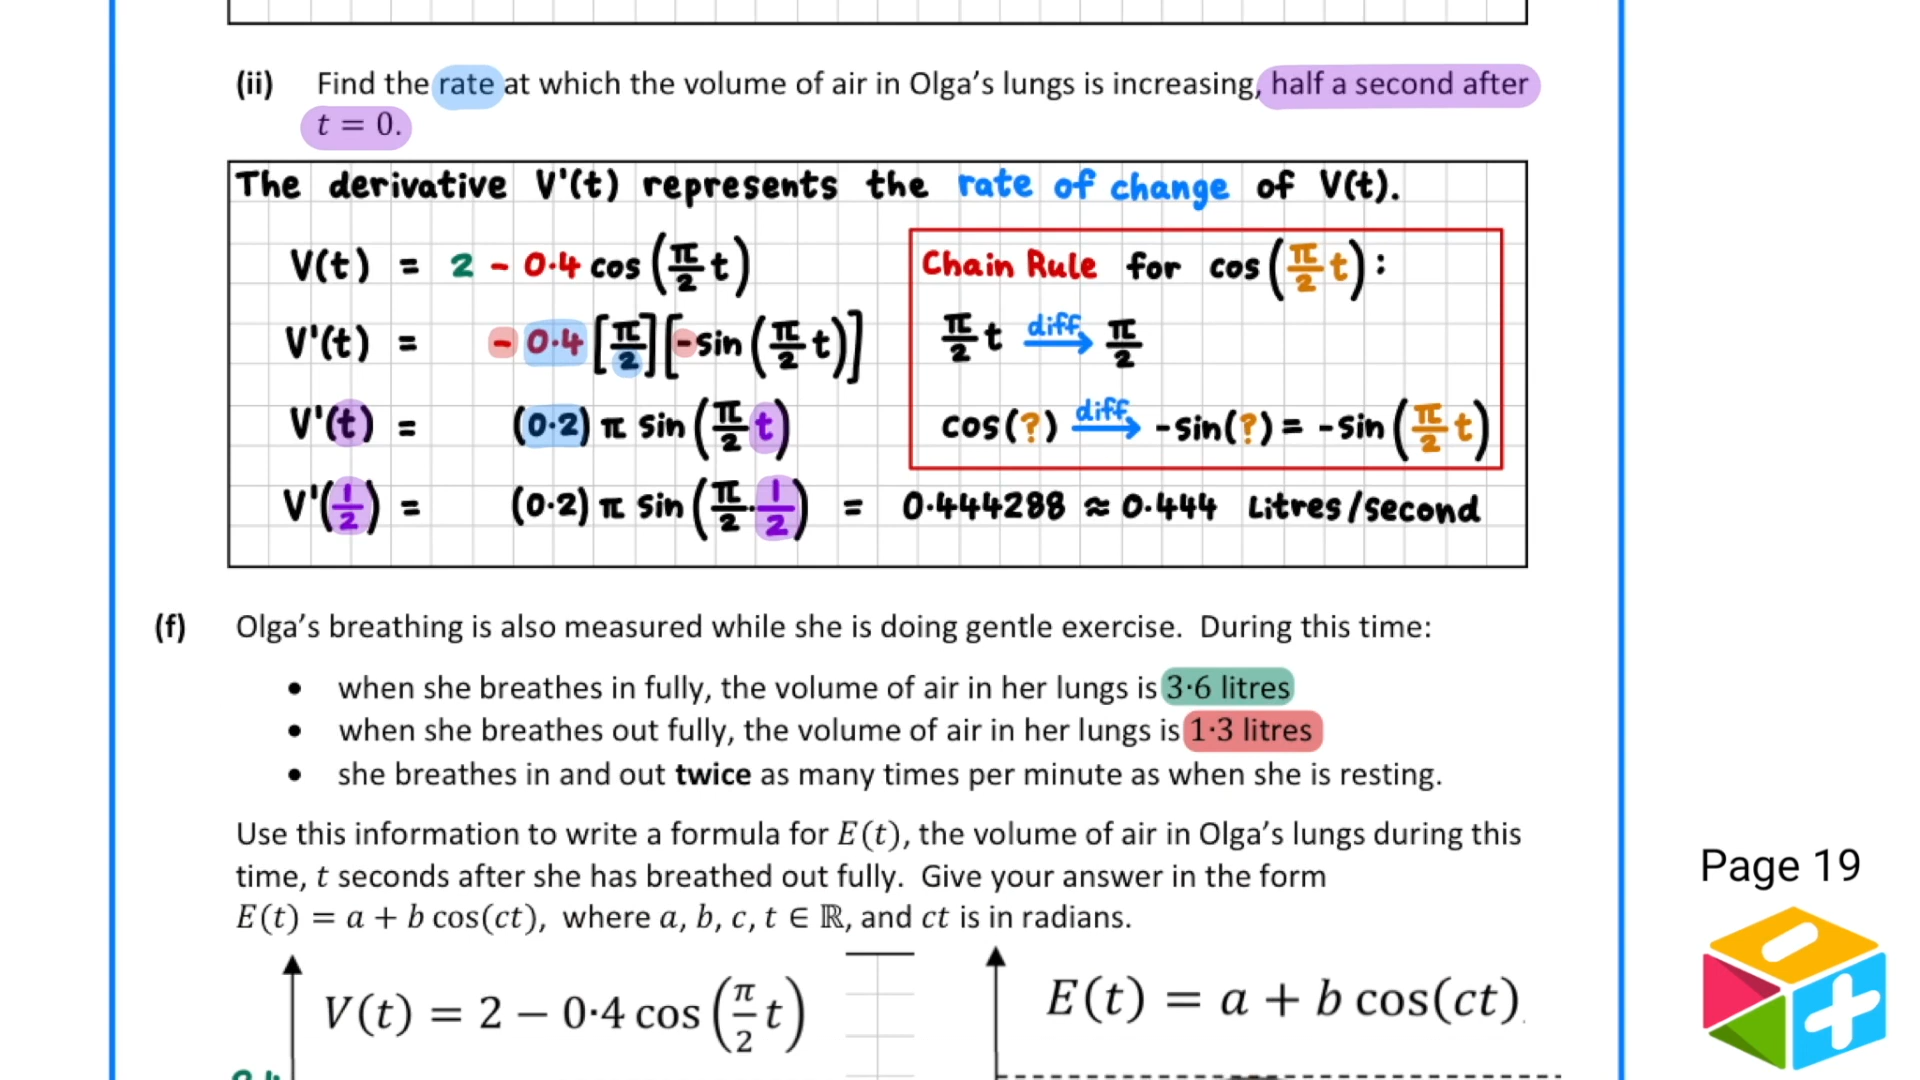 (ii) Find the rate at which the volume of air in Olga's lungs is increasing, half a second after
t = 0.
The derivative V'(t) represents the rate of change of V(t).
V(t) = 2 - 0·4 cos (π/2 t)
Chain Rule for cos (π/2 t):
V'(t) = - 0·4 [π/2] [-sin (π/2 t)]
π/2 t diff→ π/2
V'(t) = (0·2) π sin (π/2 t)
cos(?) diff→ -sin(?) = -sin (π/2 t)
V'(1/2) = (0·2) π sin (π/2 · 1/2) = 0·444288 ≈ 0·444 Litres/second
(f) Olga's breathing is also measured while she is doing gentle exercise. During this time:
• when she breathes in fully, the volume of air in her lungs is 3·6 litres
• when she breathes out fully, the volume of air in her lungs is 1·3 litres
• she breathes in and out twice as many times per minute as when she is resting.
Use this information to write a formula for E(t), the volume of air in Olga's lungs during this
time, t seconds after she has breathed out fully. Give your answer in the form
E(t) = a + b cos(ct), where a, b, c, t ∈ ℝ, and ct is in radians.
Page 19
V(t) = 2 − 0·4 cos (π/2 t)
E(t) = a + b cos(ct)